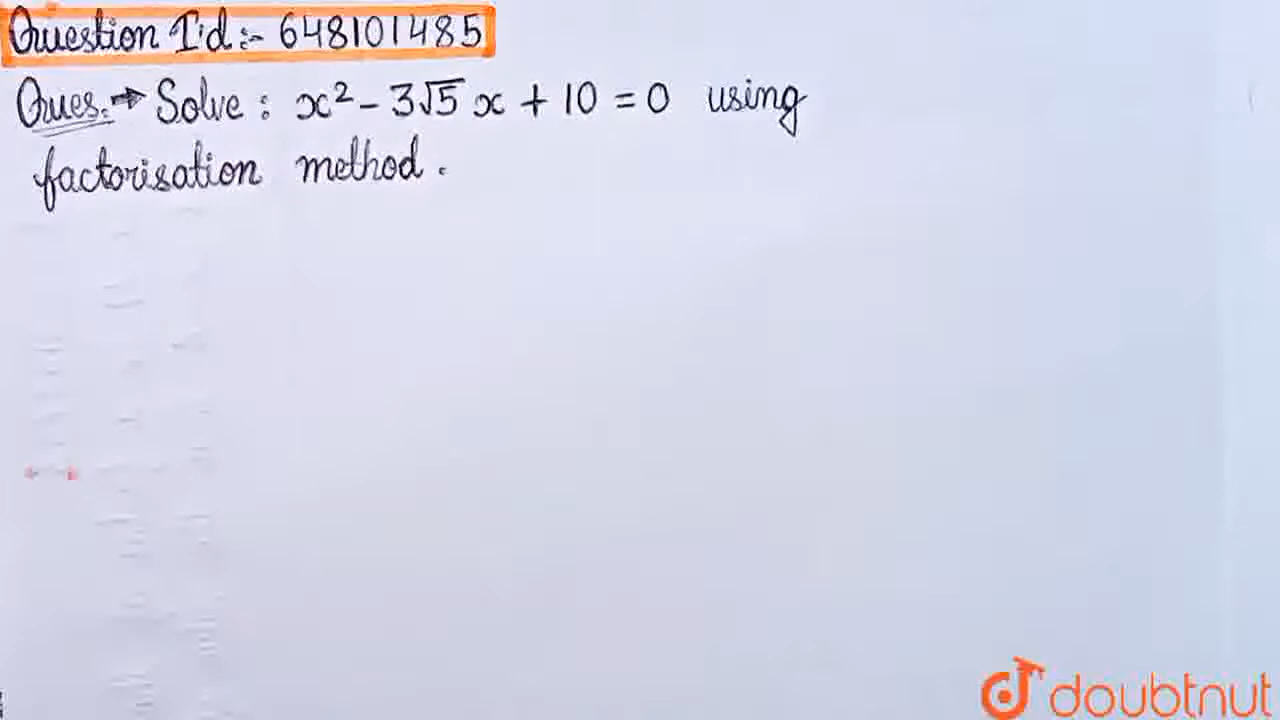 Question I'd :- 648101485
Ques. → Solve : x² - 3√5 x + 10 = 0 using
factorisation method.
doubtnut